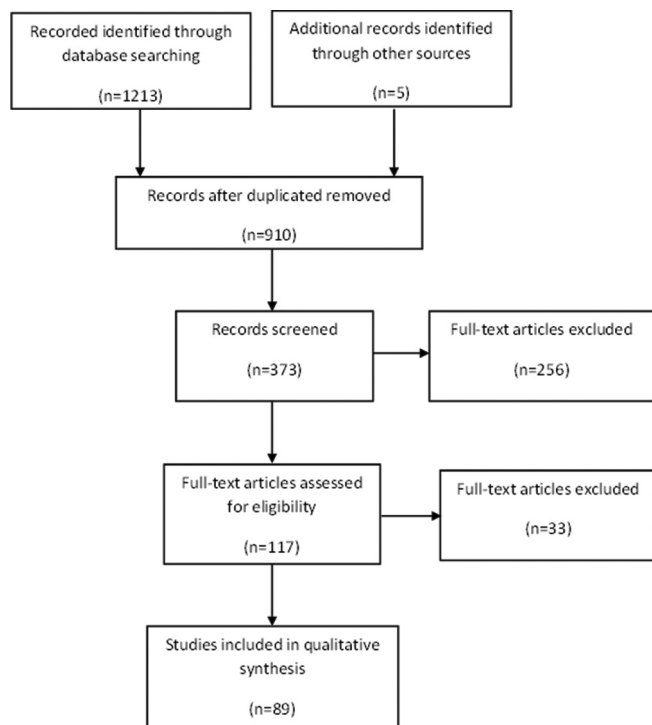 Recorded identified through
database searching
(n=1213)
Additional records identified
through other sources
(n=5)
Records after duplicated removed
(n=910)
Records screened
(n=373)
Full-text articles excluded
(n=256)
Full-text articles assessed
for eligibility
(n=117)
Full-text articles excluded
(n=33)
Studies included in qualitative
synthesis
(n=89)